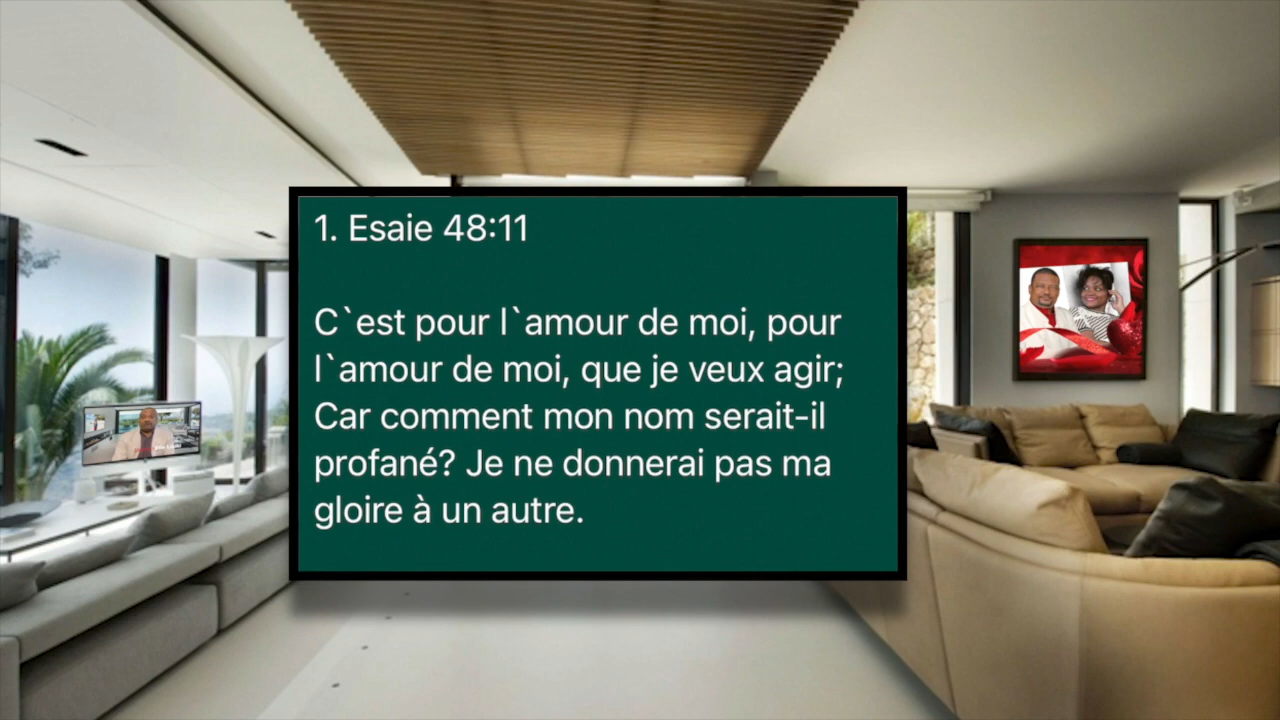 1. Esaie 48:11
C`est pour l`amour de moi, pour
l`amour de moi, que je veux agir;
Car comment mon nom serait-il
profané? Je ne donnerai pas ma
gloire à un autre.